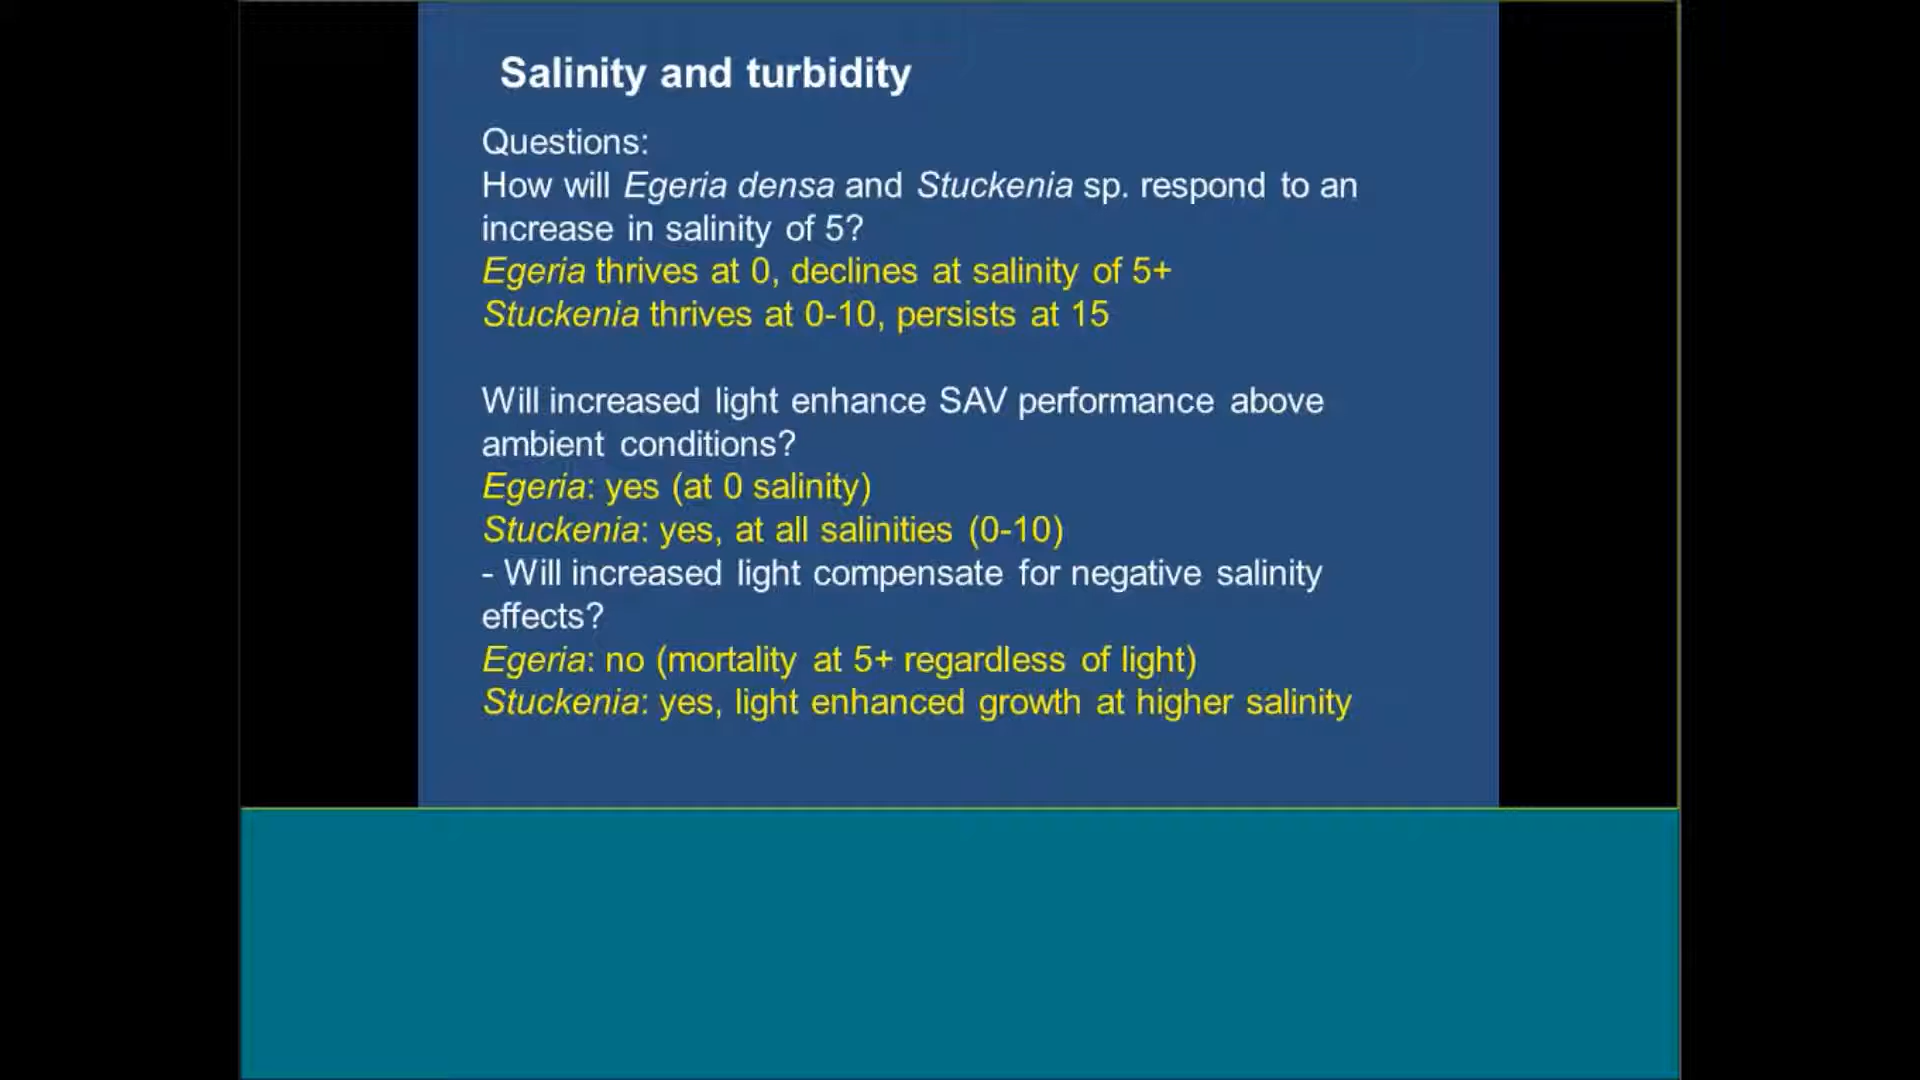 Salinity and turbidity
Questions:
How will Egeria densa and Stuckenia sp. respond to an
increase in salinity of 5?
Egeria thrives at 0, declines at salinity of 5+
Stuckenia thrives at 0-10, persists at 15
Will increased light enhance SAV performance above
ambient conditions?
Egeria: yes (at 0 salinity)
Stuckenia: yes, at all salinities (0-10)
- Will increased light compensate for negative salinity
effects?
Egeria: no (mortality at 5+ regardless of light)
Stuckenia: yes, light enhanced growth at higher salinity